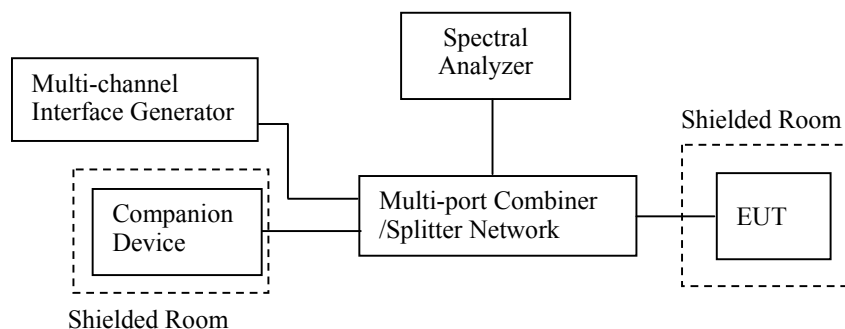 Spectral
Analyzer
Multi-channel
Interface Generator
Shielded Room
Multi-port Combiner
/Splitter Network
EUT
Companion
Device
Shielded Room